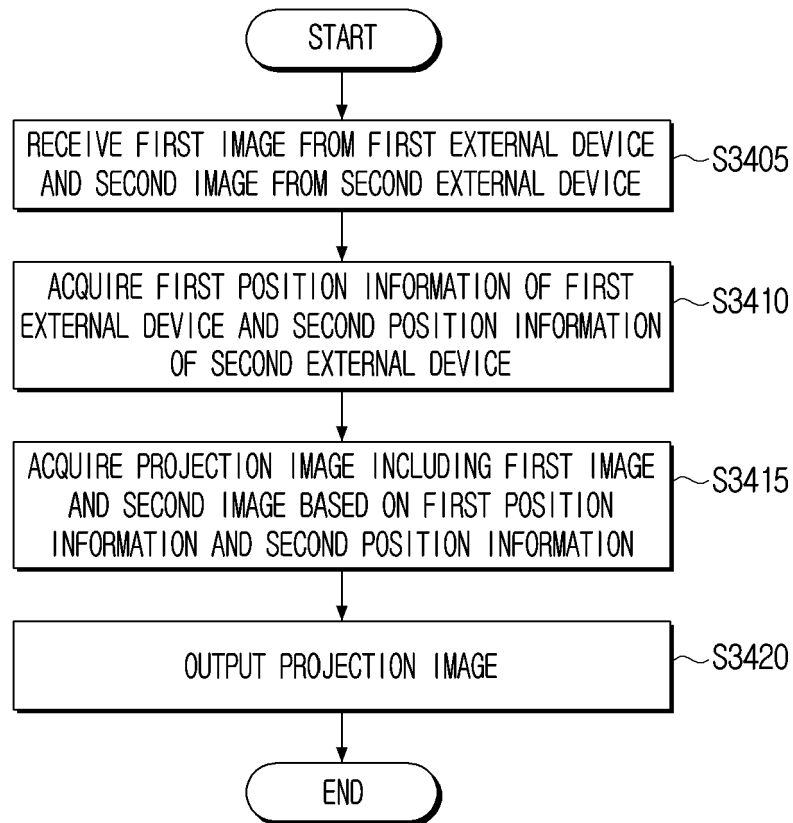 START
RECEIVE FIRST IMAGE FROM FIRST EXTERNAL DEVICE
AND SECOND IMAGE FROM SECOND EXTERNAL DEVICE
S3405
ACQUIRE FIRST POSITION INFORMATION OF FIRST
EXTERNAL DEVICE AND SECOND POSITION INFORMATION
OF SECOND EXTERNAL DEVICE
S3410
ACQUIRE PROJECTION IMAGE INCLUDING FIRST IMAGE
AND SECOND IMAGE BASED ON FIRST POSITION
INFORMATION AND SECOND POSITION INFORMATION
S3415
OUTPUT PROJECTION IMAGE
S3420
END